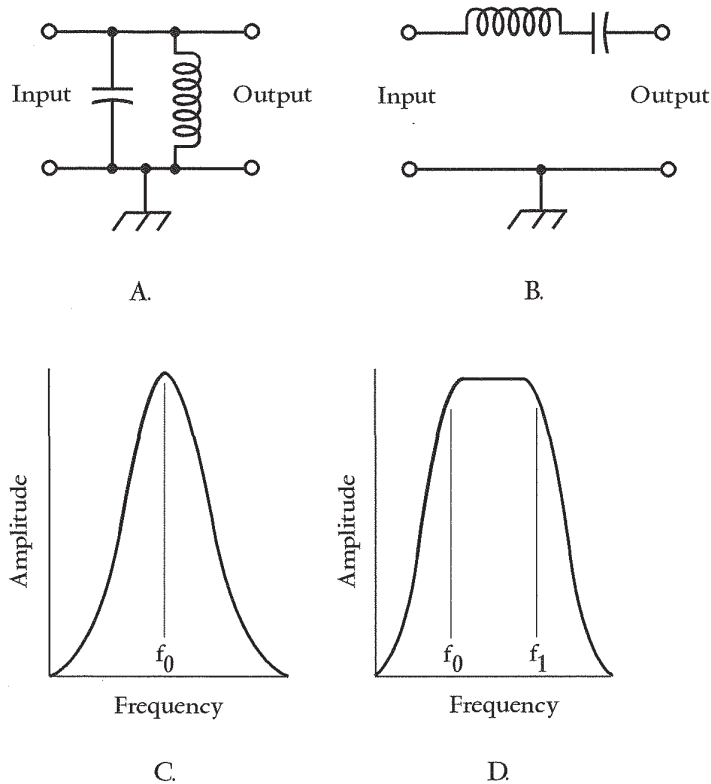 Input
Output
Input
Output
A.
B.
Amplitude
f0
Frequency
Amplitude
f0
f1
Frequency
C.
D.